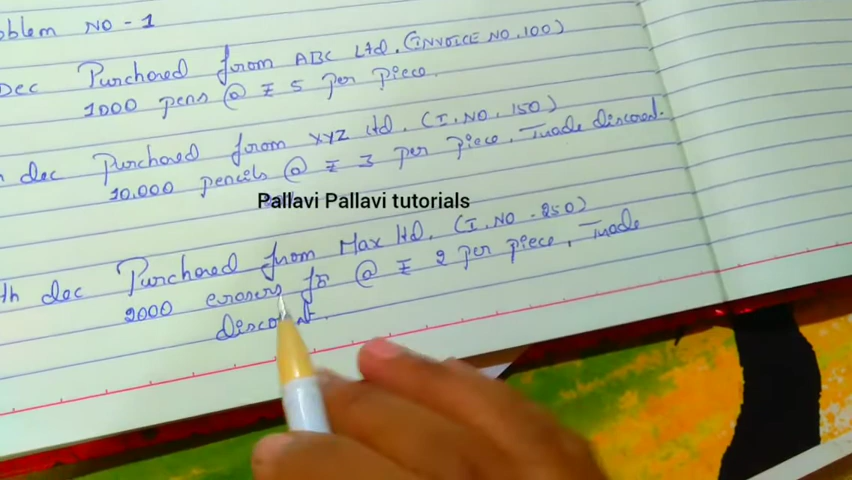 oblem NO - 1
Dec Purchased from ABC Ltd. (INVOICE NO. 100)
1000 pens @ ₹ 5 per piece.
dec purchased from XYZ Ltd. (I. NO. 150)
10,000 pencils @ ₹ 3 per piece, Trade discount.
Pallavi Pallavi tutorials
th dec Purchased from Max Ltd. (I. NO - 250)
2000 erasers for @ ₹ 2 per piece, Trade
discount.